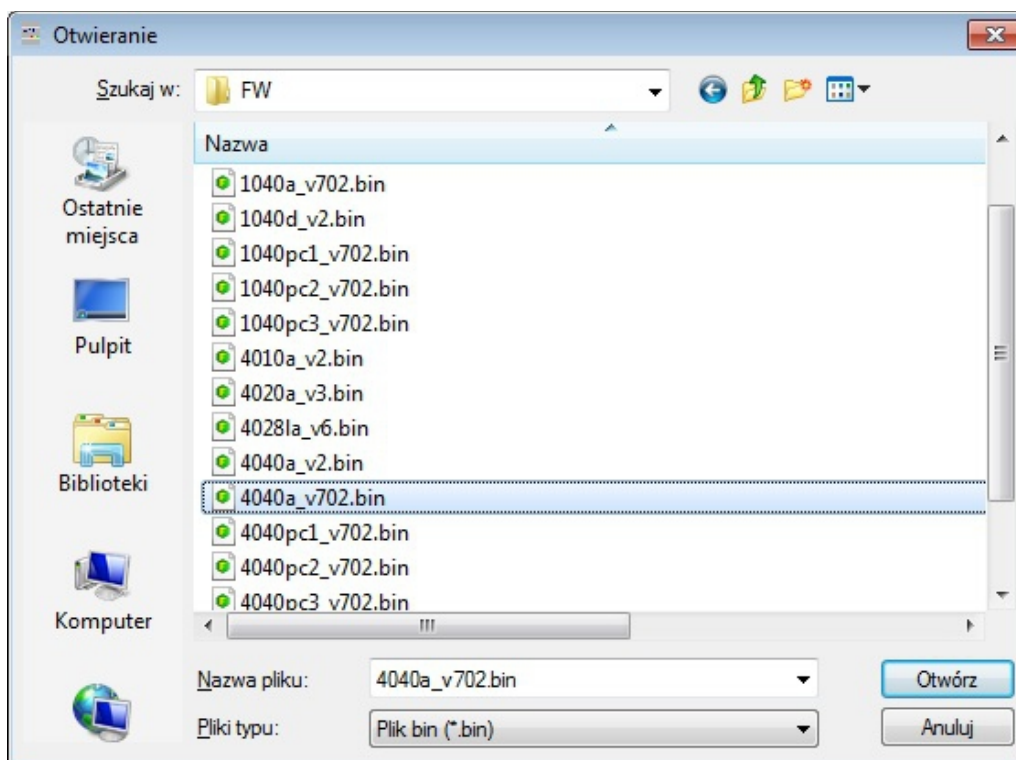 Otwieranie
Szukaj w: FW
Ostatnie
miejsca
Pulpit
Biblioteki
Komputer
Nazwa
1040a_v702.bin
1040d_v2.bin
1040pc1_v702.bin
1040pc2_v702.bin
1040pc3_v702.bin
4010a_v2.bin
4020a_v3.bin
4028la_v6.bin
4040a_v2.bin
4040a_v702.bin
4040pc1_v702.bin
4040pc2_v702.bin
4040pc3_v702.bin
Nazwa pliku: 4040a_v702.bin Otwórz
Pliki typu: Plik bin (*.bin) Anuluj